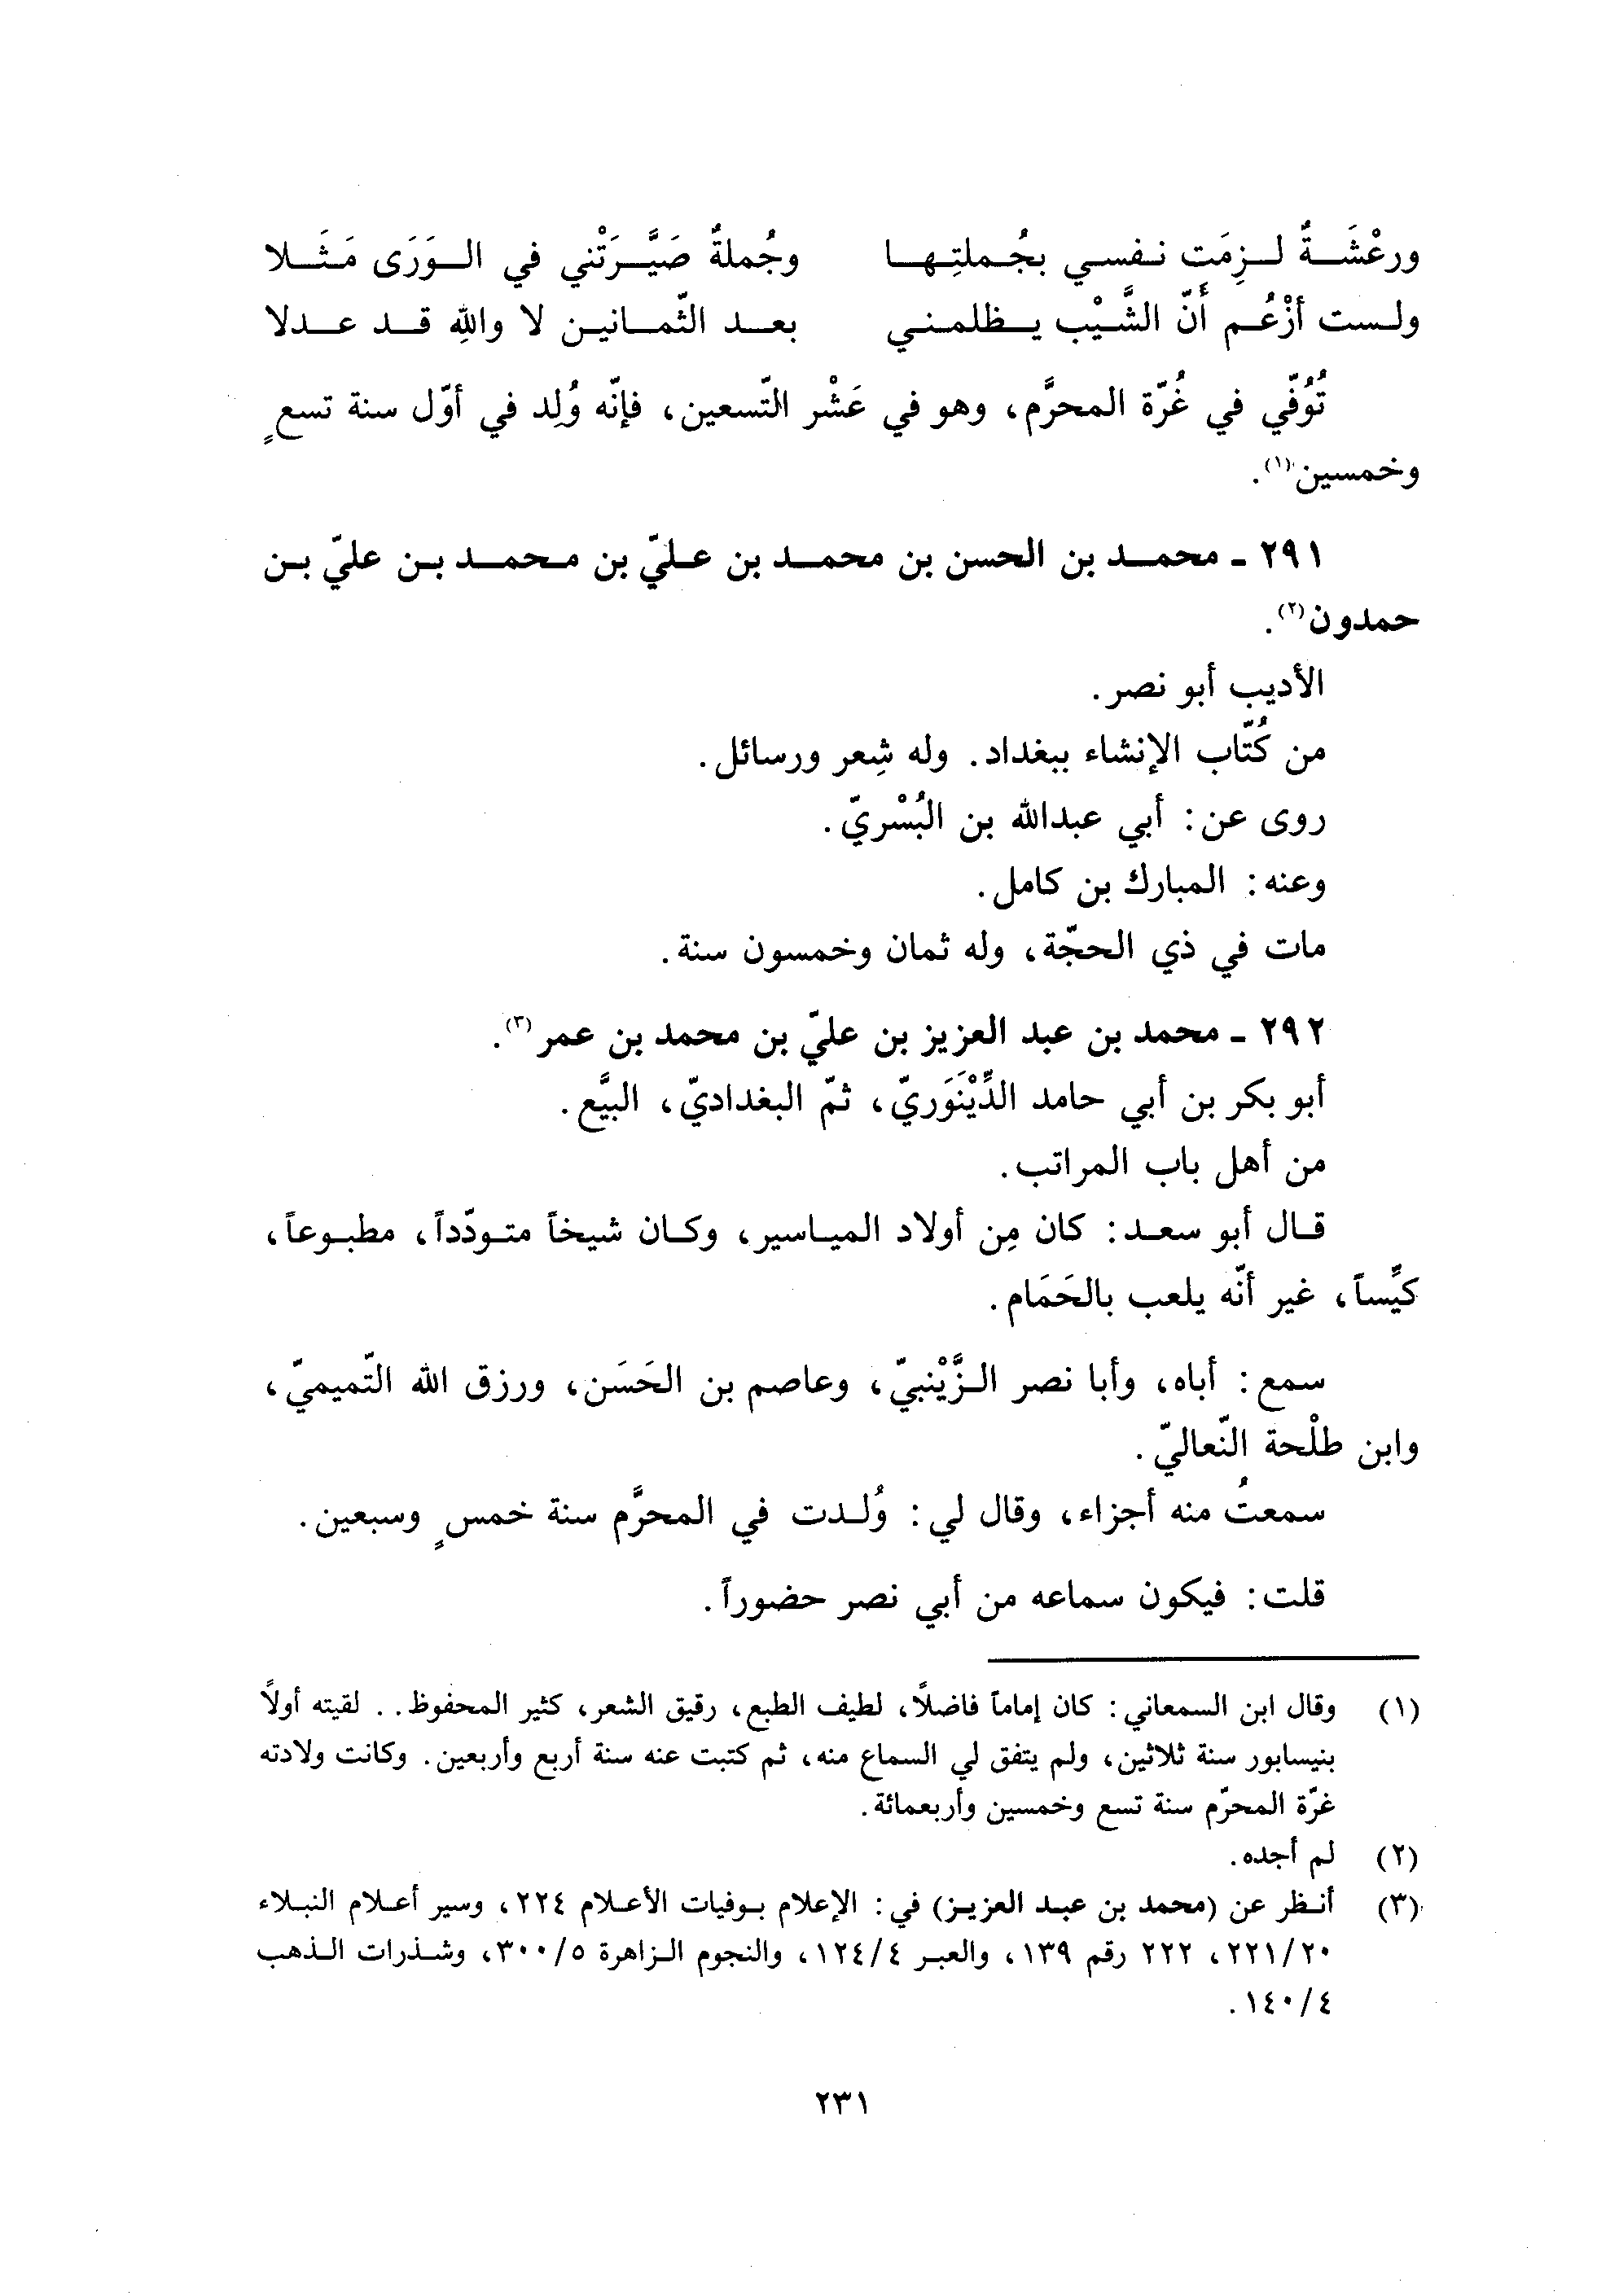 ورعْشَةٌ لزِمَت نفسي بجُملتِها وجُملةٌ صَيَّرَتْني في الوَرَى مَثَلا
ولست أزْعُم أَنّ الشَّيْب يظلمني بعد الثّمانين لا واللهِ قد عدلا
تُوُفّي في غُرّة المحرَّم، وهو في عَشْر التّسعين، فإنّه وُلِد في أوّل سنة تسعٍ
وخمسين(١).
٢٩١ ـ محمد بن الحسن بن محمد بن عليّ بن محمد بن عليّ بن
حمدون(٢).
الأديب أبو نصر.
من كُتّاب الإنشاء ببغداد. وله شِعر ورسائل.
روى عن: أبي عبدالله بن البُسْريّ.
وعنه: المبارك بن كامل.
مات في ذي الحجّة، وله ثمان وخمسون سنة.
٢٩٢ ـ محمد بن عبد العزيز بن عليّ بن محمد بن عمر(٣).
أبو بكر بن أبي حامد الدِّيْنَوَريّ، ثمّ البغداديّ، البيَّع.
من أهل باب المراتب.
قال أبو سعد: كان مِن أولاد المياسير، وكان شيخاً متودّداً، مطبوعاً،
كيِّساً، غير أنّه يلعب بالحَمَام.
سمع: أباه، وأبا نصر الزَّيْنبيّ، وعاصم بن الحَسَن، ورزق الله التّميميّ،
وابن طلْحة النّعاليّ.
سمعتُ منه أجزاء، وقال لي: وُلدت في المحرَّم سنة خمسٍ وسبعين.
قلت: فيكون سماعه من أبي نصر حضوراً.
(١) وقال ابن السمعاني: كان إماماً فاضلًا، لطيف الطبع، رقيق الشعر، كثير المحفوظ.. لقيته أولاً
بنيسابور سنة ثلاثين، ولم يتفق لي السماع منه، ثم كتبت عنه سنة أربع وأربعين. وكانت ولادته
غرّة المحرّم سنة تسع وخمسين وأربعمائة.
(٢) لم أجده.
(٣) أنظر عن (محمد بن عبد العزيز) في: الإعلام بوفيات الأعلام ٢٢٤، وسير أعلام النبلاء
٢٢١/٢٠، ٢٢٢ رقم ١٣٩، والعبر ١٢٤/٤، والنجوم الزاهرة ٣٠٠/٥، وشذرات الذهب
١٤٠/٤.
٢٣١